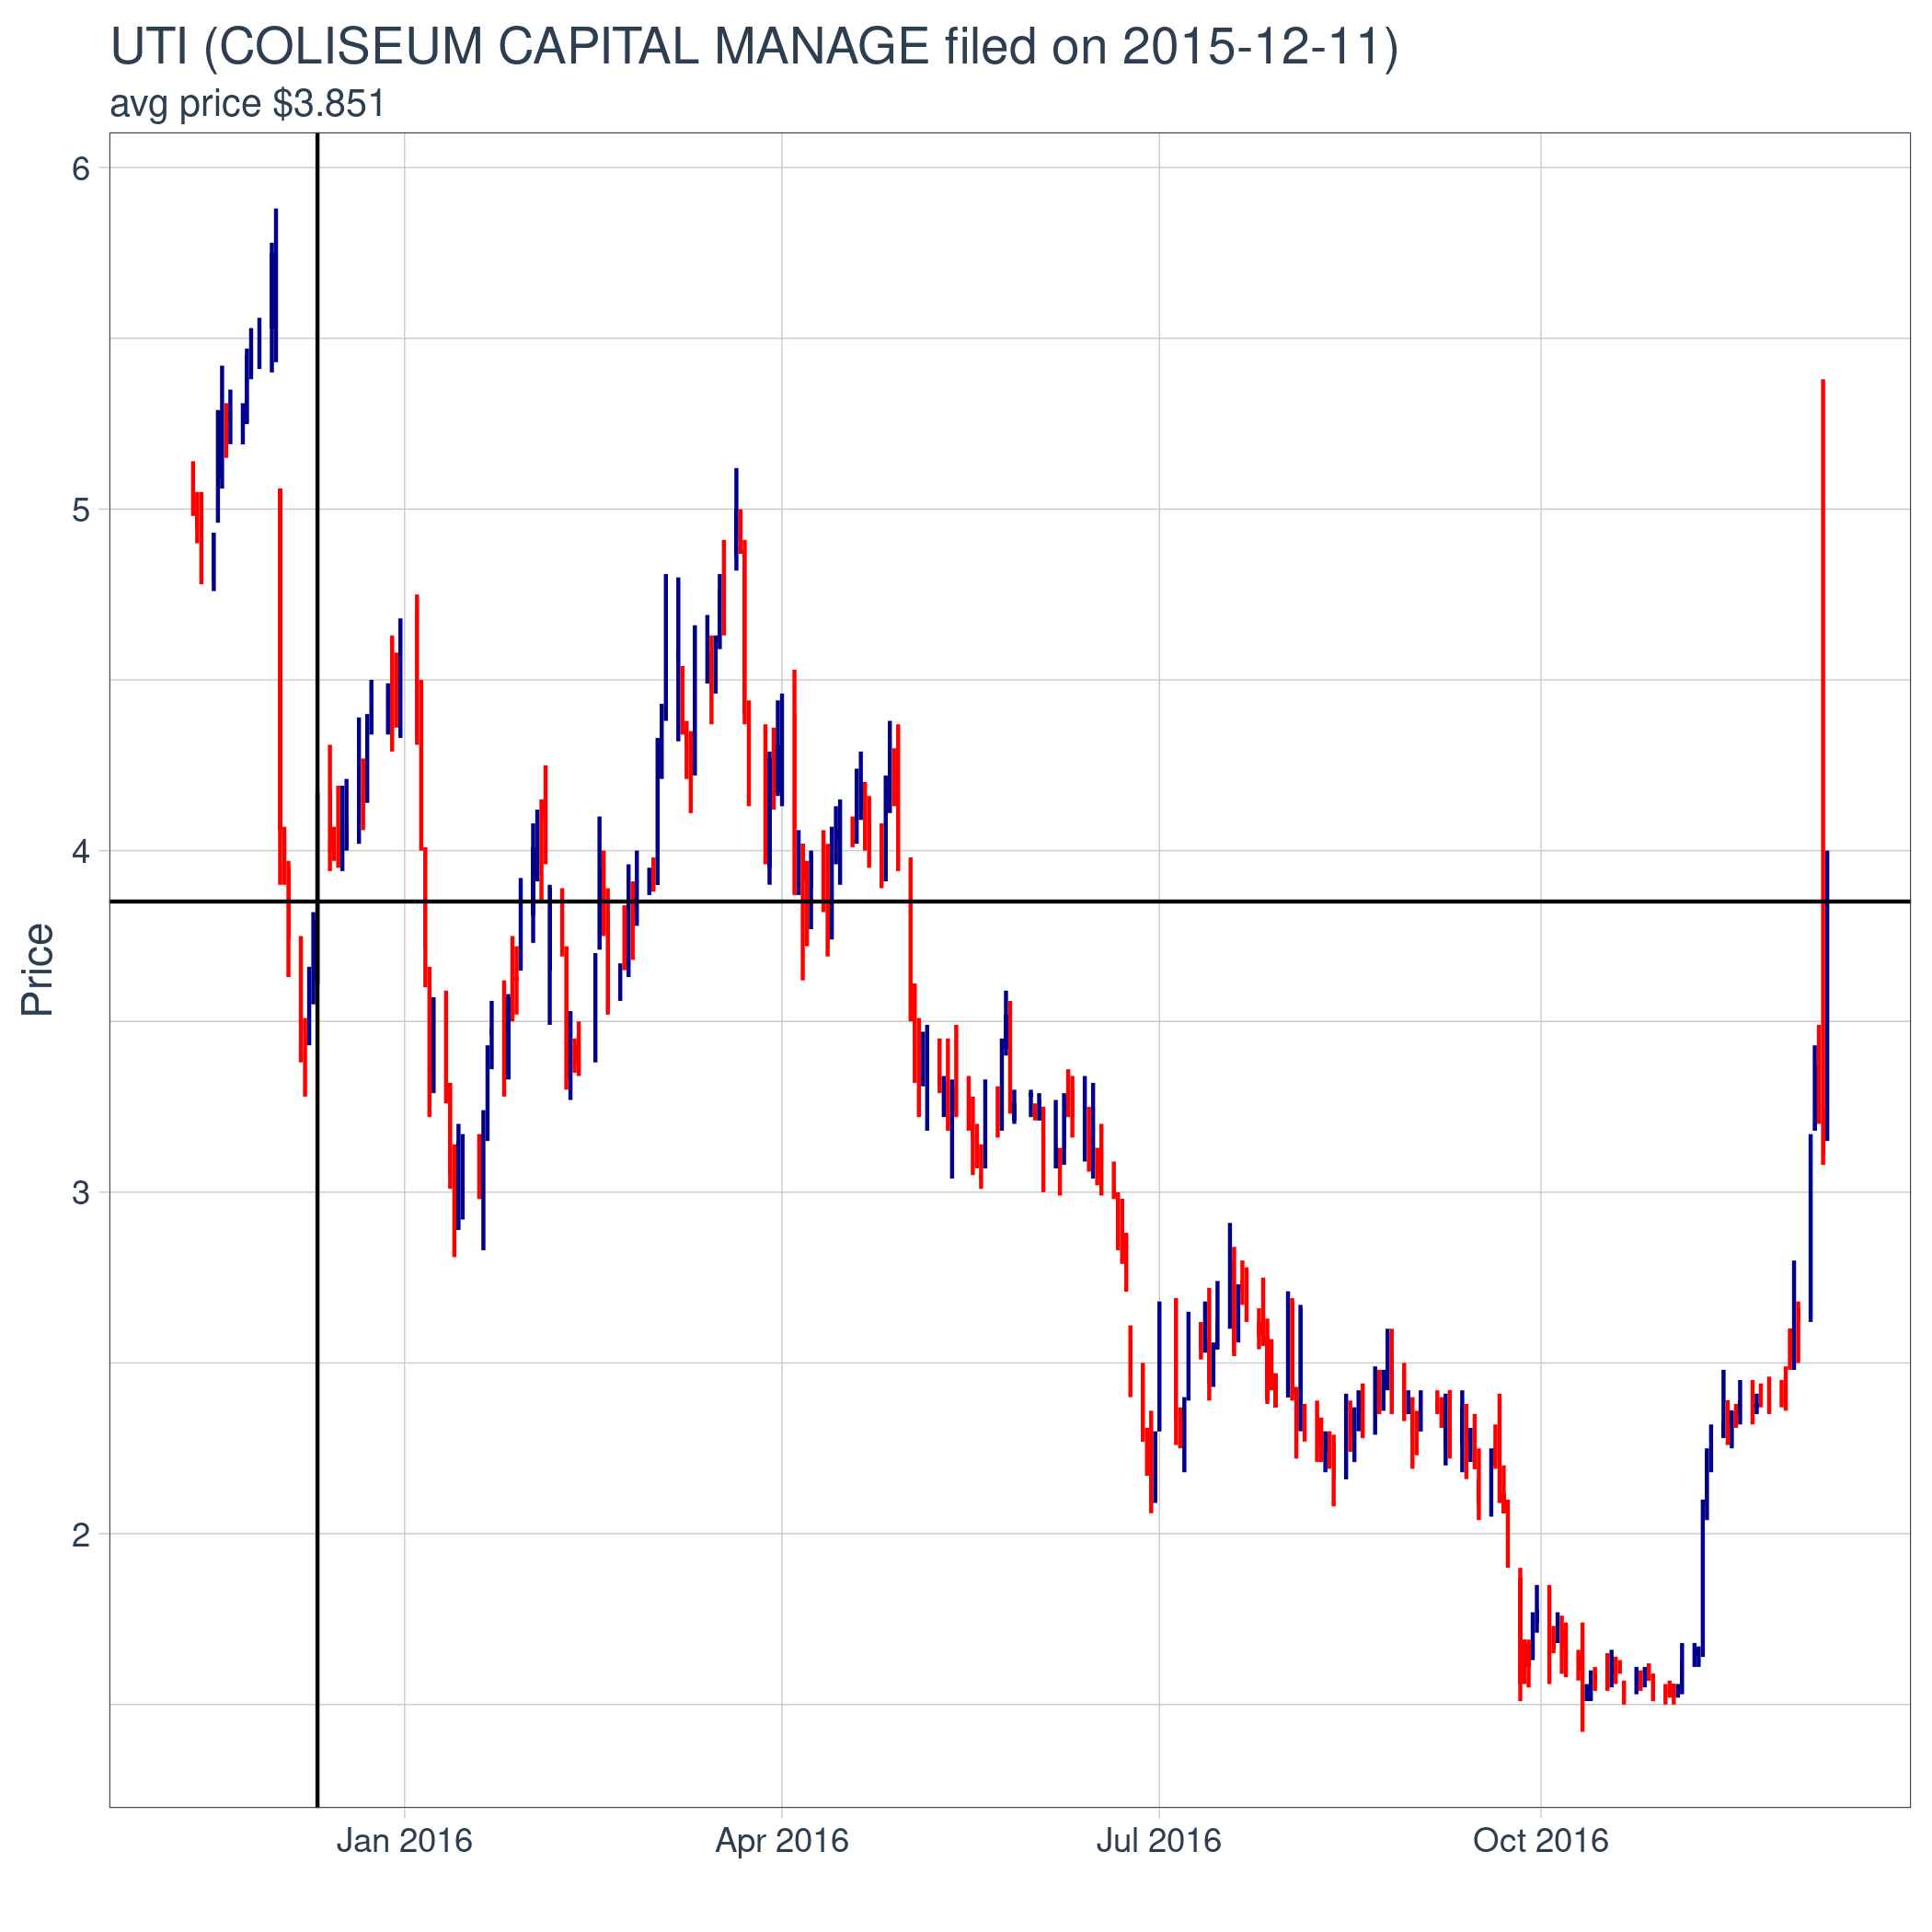 UTI (COLISEUM CAPITAL MANAGE filed on 2015-12-11)
avg price $3.851
6
5
4
3
2
Price
Jan 2016
Apr 2016
Jul 2016
Oct 2016